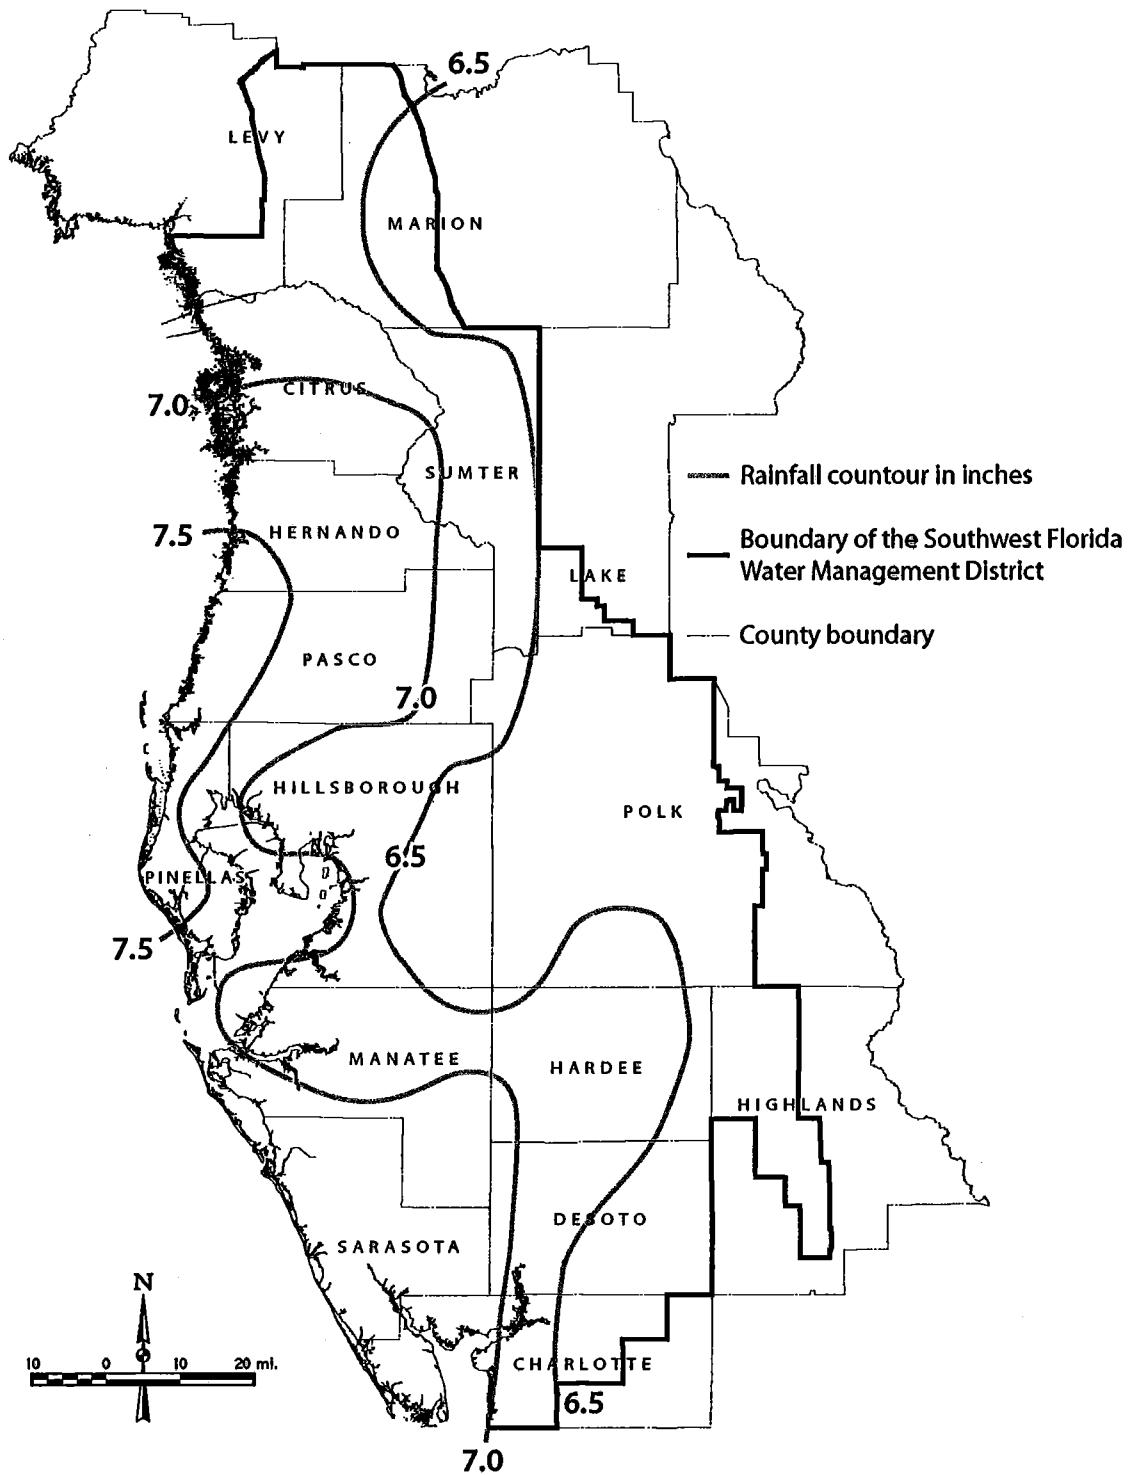 6.5
LEVY
MARION
CITRUS
7.0
SUMTER
Rainfall countour in inches
7.5
HERNANDO
Boundary of the Southwest Florida
Water Management District
LAKE
County boundary
PASCO
7.0
HILLSBOROUGH
POLK
6.5
PINELLAS
7.5
MANATEE
HARDEE
HIGHLANDS
DESOTO
SARASOTA
N
10 0 10 20 mi.
CHARLOTTE
6.5
7.0